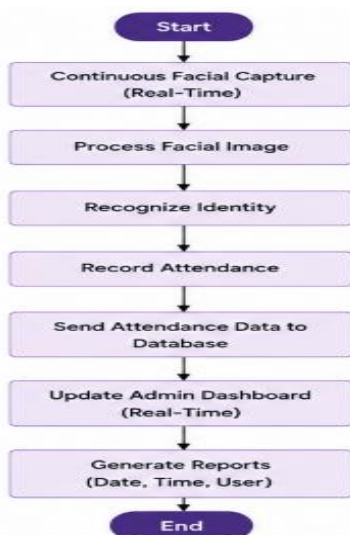 Start
Continuous Facial Capture
(Real-Time)
Process Facial Image
Recognize Identity
Record Attendance
Send Attendance Data to
Database
Update Admin Dashboard
(Real-Time)
Generate Reports
(Date, Time, User)
End